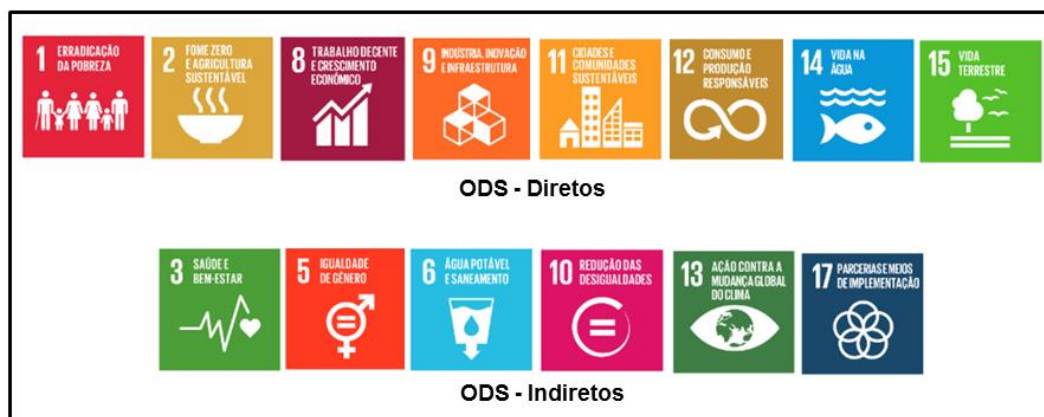 1 ERRADICAÇÃO
DA POBREZA
2 FOME ZERO
E AGRICULTURA
SUSTENTÁVEL
8 TRABALHO DECENTE
E CRESCIMENTO
ECONÔMICO
9 INDÚSTRIA, INOVAÇÃO
E INFRAESTRUTURA
11 CIDADES E
COMUNIDADES
SUSTENTÁVEIS
12 CONSUMO E
PRODUÇÃO
RESPONSÁVEIS
14 VIDA NA
ÁGUA
15 VIDA
TERRESTRE
ODS - Diretos
3 SAÚDE E
BEM-ESTAR
5 IGUALDADE
DE GÊNERO
6 ÁGUA POTÁVEL
E SANEAMENTO
10 REDUÇÃO DAS
DESIGUALDADES
13 AÇÃO CONTRA A
MUDANÇA GLOBAL
DO CLIMA
17 PARCERIAS E MEIOS
DE IMPLEMENTAÇÃO
ODS - Indiretos